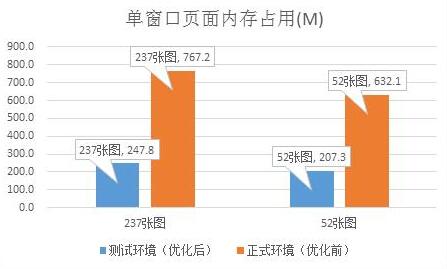 单窗口页面内存占用(M)
900.0
800.0
700.0
600.0
500.0
400.0
300.0
200.0
100.0
0.0
237张图, 767.2
52张图, 632.1
237张图, 247.8
52张图, 207.3
237张图
52张图
测试环境（优化后）
正式环境（优化前）